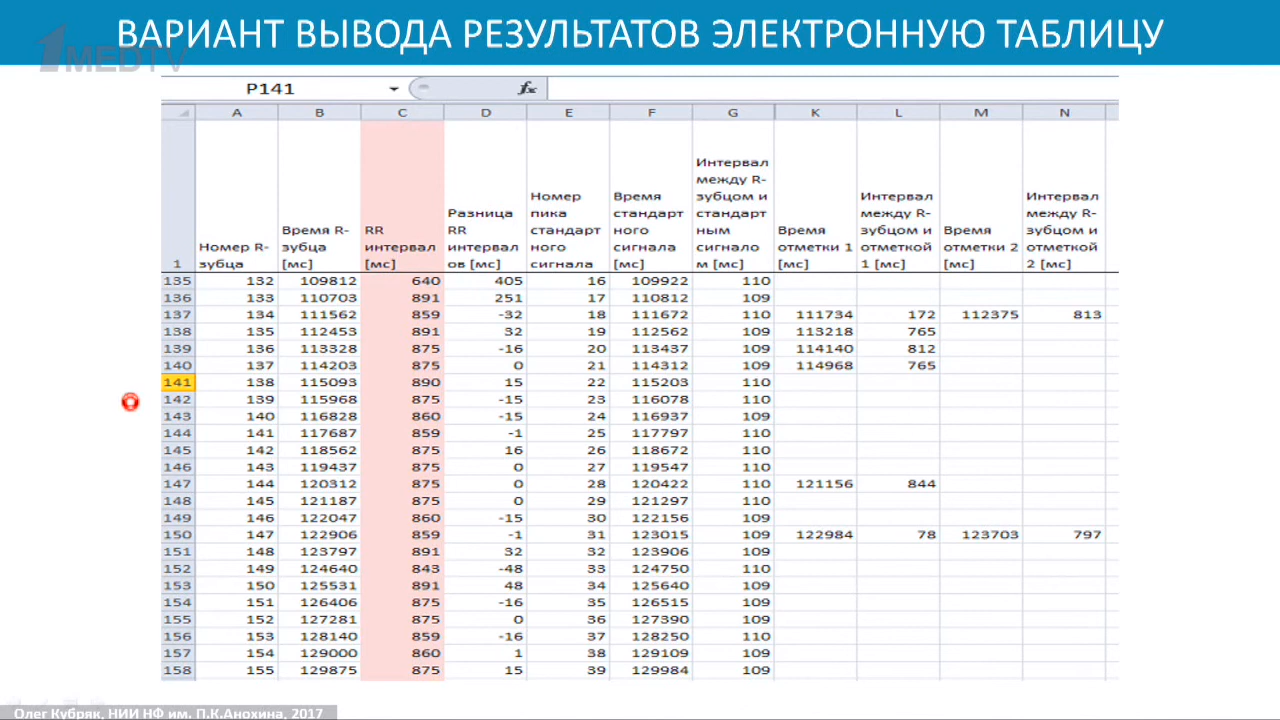 ВАРИАНТ ВЫВОДА РЕЗУЛЬТАТОВ ЭЛЕКТРОННУЮ ТАБЛИЦУ
1MEDTV
P141 fx
A B C D E F G K L M N
1 Номер R-зубца Время R-зубца [мс] RR интервал [мс] Разница RR интервалов [мс] Номер пика стандартного сигнала Время стандартного сигнала [мс] Интервал между R-зубцом и стандартным сигналом [мс] Время отметки 1 [мс] Интервал между R-зубцом и отметкой 1 [мс] Время отметки 2 [мс] Интервал между R-зубцом и отметкой 2 [мс]
135 132 109812 640 405 16 109922 110
136 133 110703 891 251 17 110812 109
137 134 111562 859 -32 18 111672 110 111734 172 112375 813
138 135 112453 891 32 19 112562 109 113218 765
139 136 113328 875 -16 20 113437 109 114140 812
140 137 114203 875 0 21 114312 109 114968 765
141 138 115093 890 15 22 115203 110
142 139 115968 875 -15 23 116078 110
143 140 116828 860 -15 24 116937 109
144 141 117687 859 -1 25 117797 110
145 142 118562 875 16 26 118672 110
146 143 119437 875 0 27 119547 110
147 144 120312 875 0 28 120422 110 121156 844
148 145 121187 875 0 29 121297 110
149 146 122047 860 -15 30 122156 109
150 147 122906 859 -1 31 123015 109 122984 78 123703 797
151 148 123797 891 32 32 123906 109
152 149 124640 843 -48 33 124750 110
153 150 125531 891 48 34 125640 109
154 151 126406 875 -16 35 126515 109
155 152 127281 875 0 36 127390 109
156 153 128140 859 -16 37 128250 110
157 154 129000 860 1 38 129109 109
158 155 129875 875 15 39 129984 109
Олег Кубряк, НИИ НФ им. П.К.Анохина, 2017